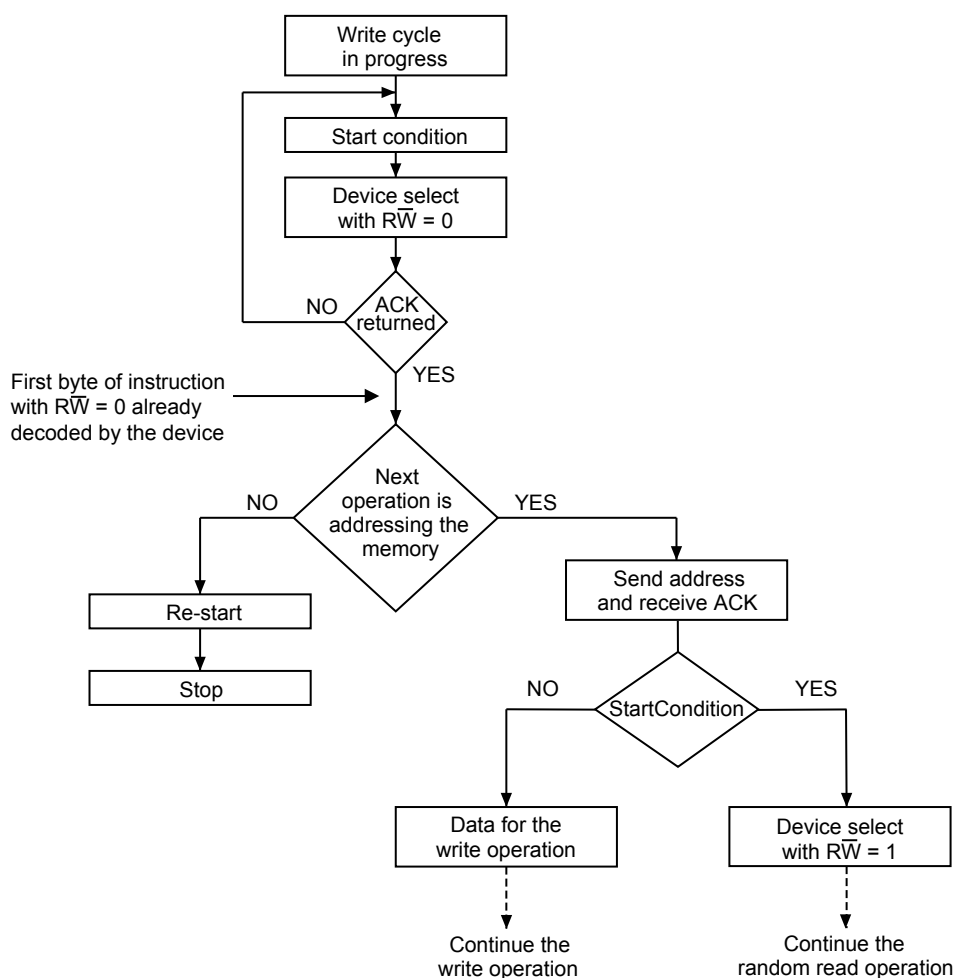 Write cycle
in progress
Start condition
Device select
with RW̅ = 0
NO
ACK
returned
YES
First byte of instruction
with RW̅ = 0 already
decoded by the device
Next
operation is
addressing the
memory
NO
YES
Re-start
Stop
Send address
and receive ACK
NO
YES
StartCondition
Data for the
write operation
Device select
with RW̅ = 1
Continue the
write operation
Continue the
random read operation